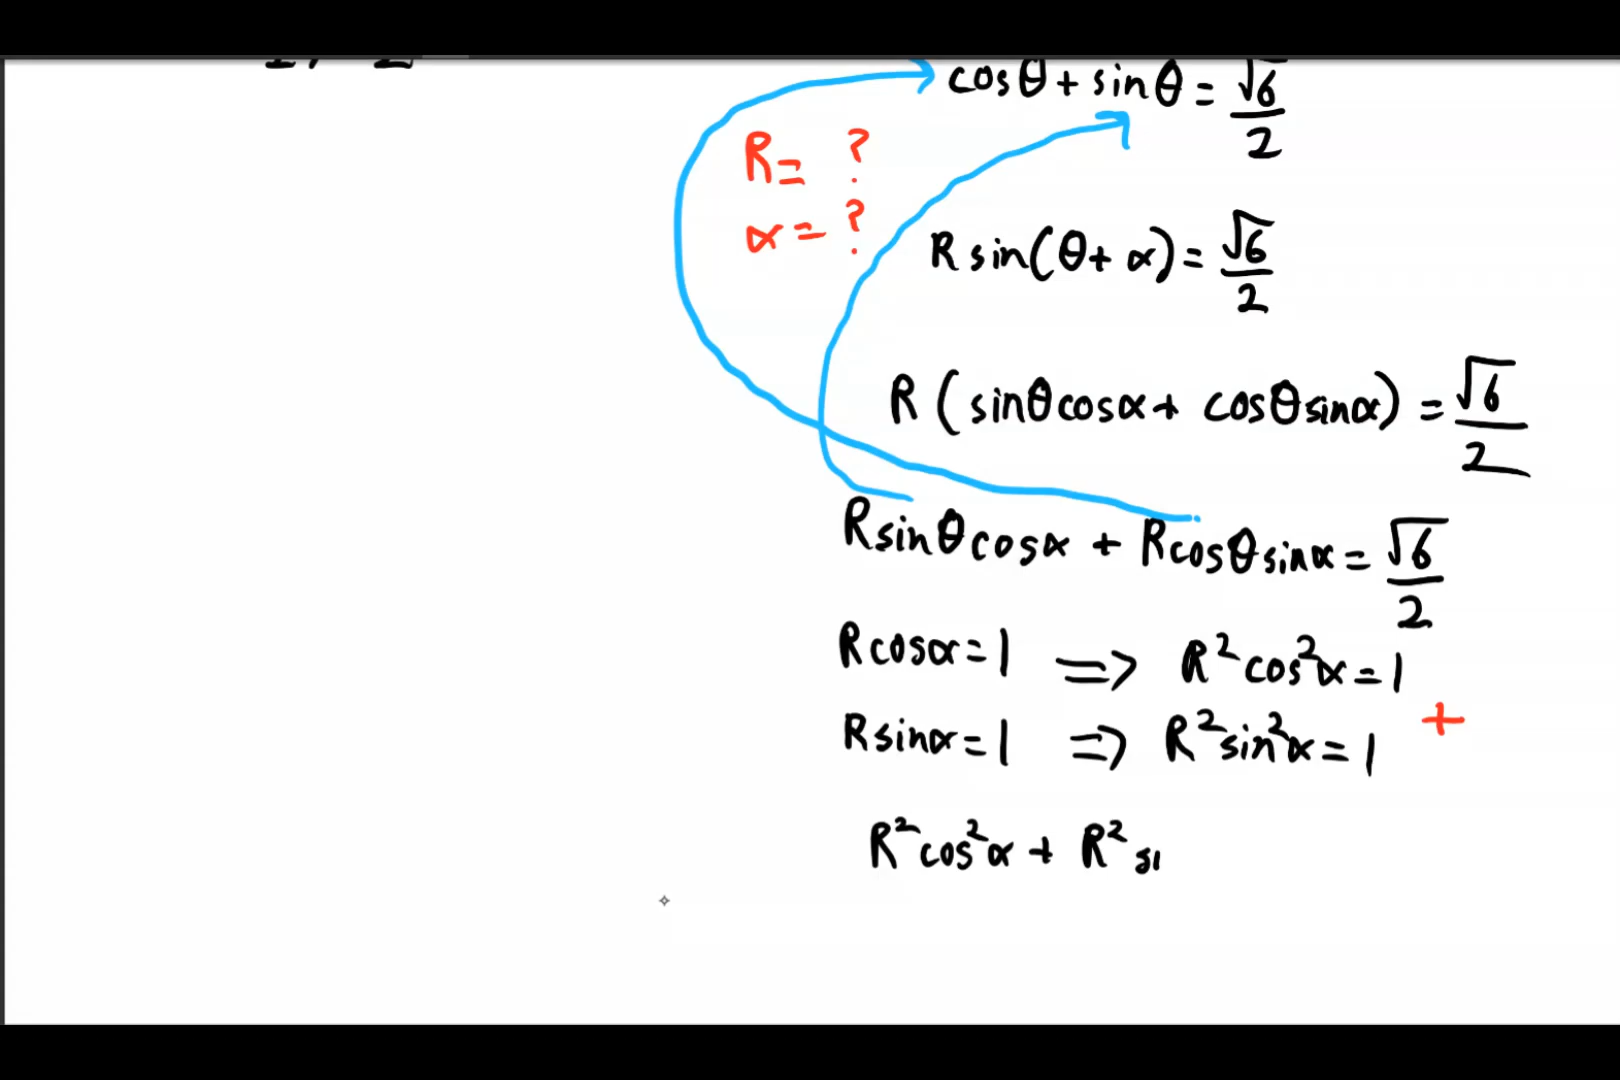 cosθ + sinθ = √6/2
R = ?
α = ?
R sin(θ + α) = √6/2
R (sinθcosα + cosθsinα) = √6/2
Rsinθcosα + Rcosθsinα = √6/2
Rcosα = 1 => R²cos²α = 1
+
Rsinα = 1 => R²sin²α = 1
R²cos²α + R² si